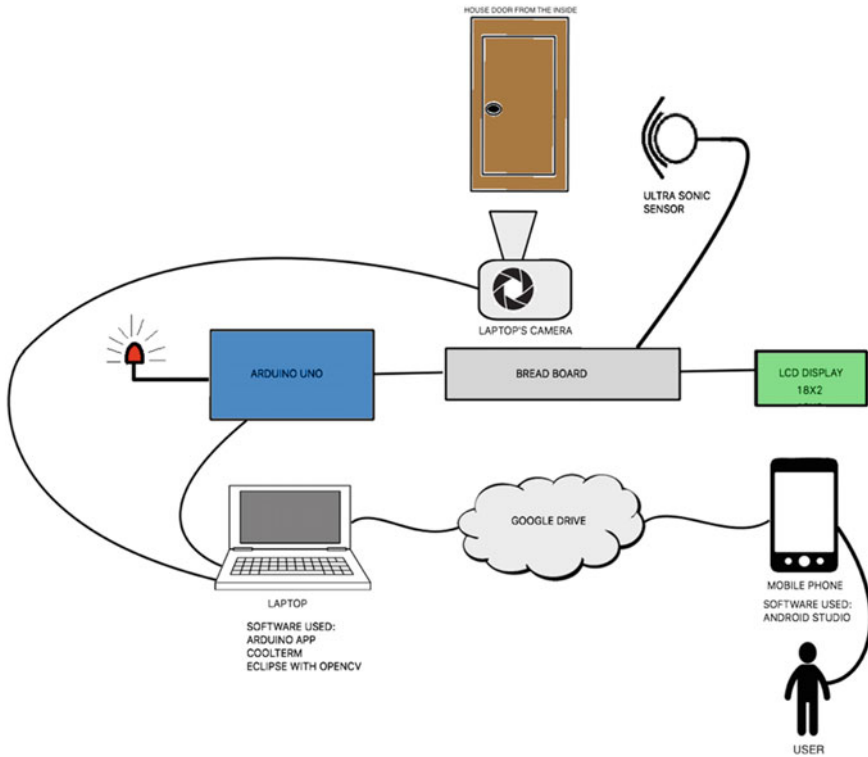 HOUSE DOOR FROM THE INSIDE
ULTRA SONIC
SENSOR
LAPTOP'S CAMERA
ARDUINO UNO
BREAD BOARD
LCD DISPLAY
18X2
GOOGLE DRIVE
LAPTOP
SOFTWARE USED:
ARDUINO APP
COOLTERM
ECLIPSE WITH OPENCV
MOBILE PHONE
SOFTWARE USED:
ANDROID STUDIO
USER